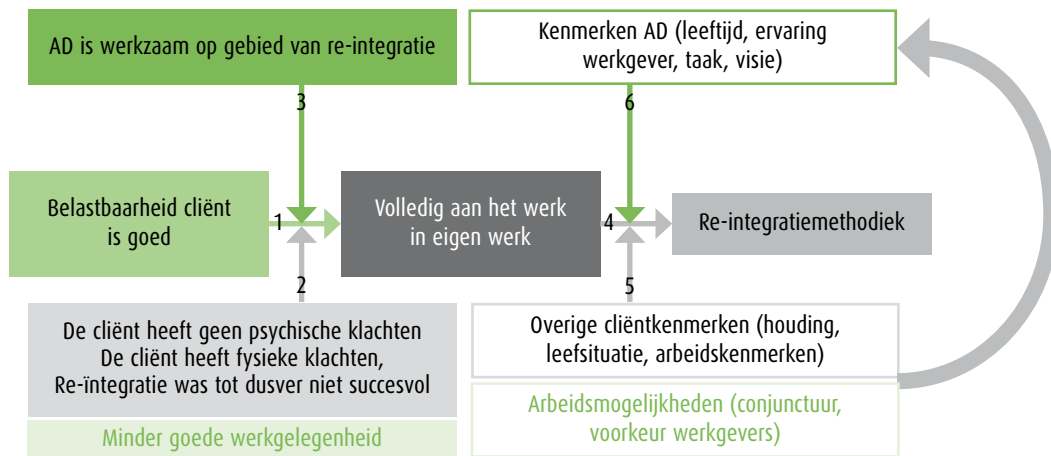 AD is werkzaam op gebied van re-integratie
Kenmerken AD (leeftijd, ervaring
werkgever, taak, visie)
3
6
Belastbaarheid cliënt
is goed
1
Volledig aan het werk
in eigen werk
4
Re-integratiemethodiek
2
5
De cliënt heeft geen psychische klachten
De cliënt heeft fysieke klachten,
Re-ïntegratie was tot dusver niet succesvol
Minder goede werkgelegenheid
Overige cliëntkenmerken (houding,
leefsituatie, arbeidskenmerken)
Arbeidsmogelijkheden (conjunctuur,
voorkeur werkgevers)